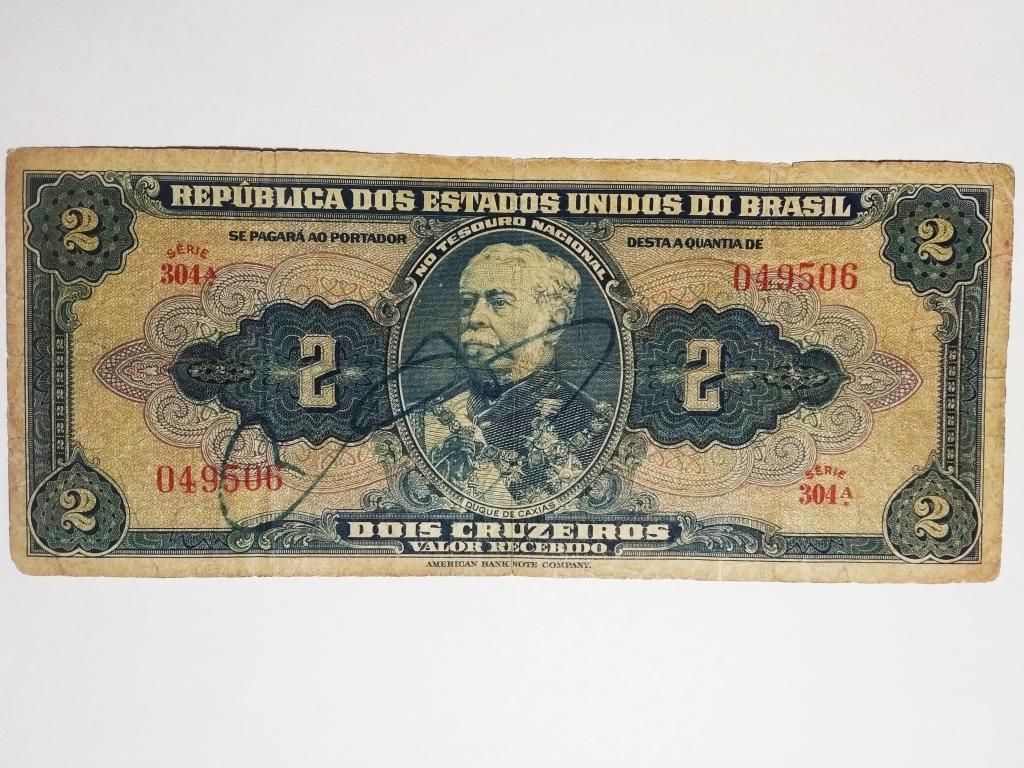 REPÚBLICA DOS ESTADOS UNIDOS DO BRASIL
2
2
SE PAGARÁ AO PORTADOR
NO TESOURO NACIONAL
DESTA A QUANTIA DE
SÉRIE
304A
049506
2
2
049506
SÉRIE
304A
DUQUE DE CAXIAS
2
2
DOIS CRUZEIROS
VALOR RECEBIDO
AMERICAN BANK NOTE COMPANY.